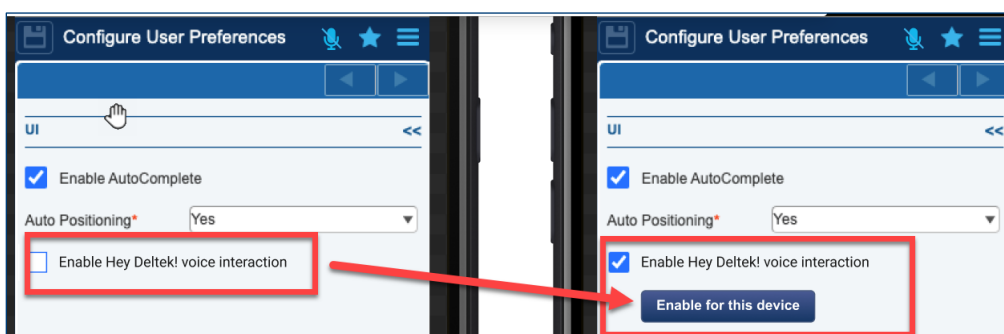 Configure User Preferences
UI <<
Enable AutoComplete
Auto Positioning* Yes
Enable Hey Deltek! voice interaction
Configure User Preferences
UI <<
Enable AutoComplete
Auto Positioning* Yes
Enable Hey Deltek! voice interaction
Enable for this device